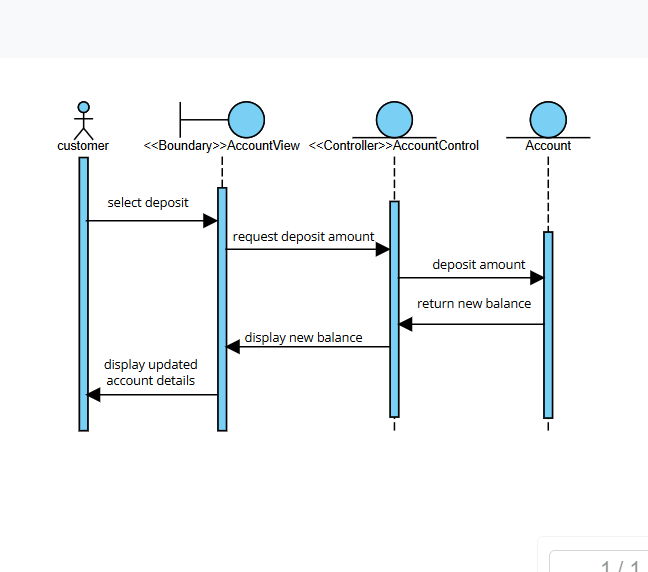 customer
<<Boundary>>AccountView
<<Controller>>AccountControl
Account
select deposit
request deposit amount
deposit amount
return new balance
display new balance
display updated
account details
1 / 1